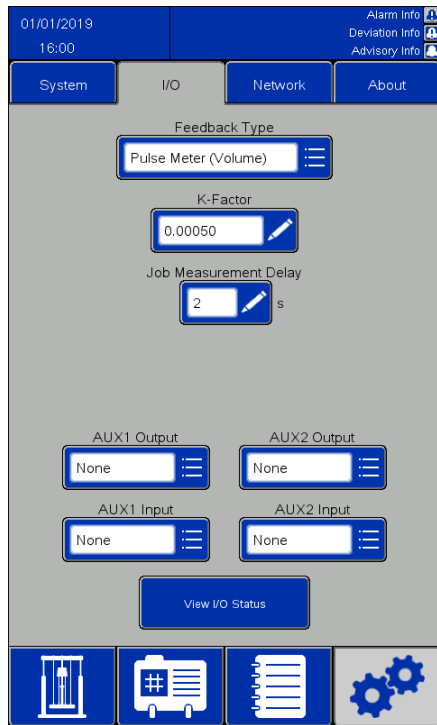 01/01/2019
16:00
Alarm Info
Deviation Info
Advisory Info
System
I/O
Network
About
Feedback Type
Pulse Meter (Volume)
K-Factor
0.00050
Job Measurement Delay
2 s
AUX1 Output
AUX2 Output
None
None
AUX1 Input
AUX2 Input
None
None
View I/O Status
#